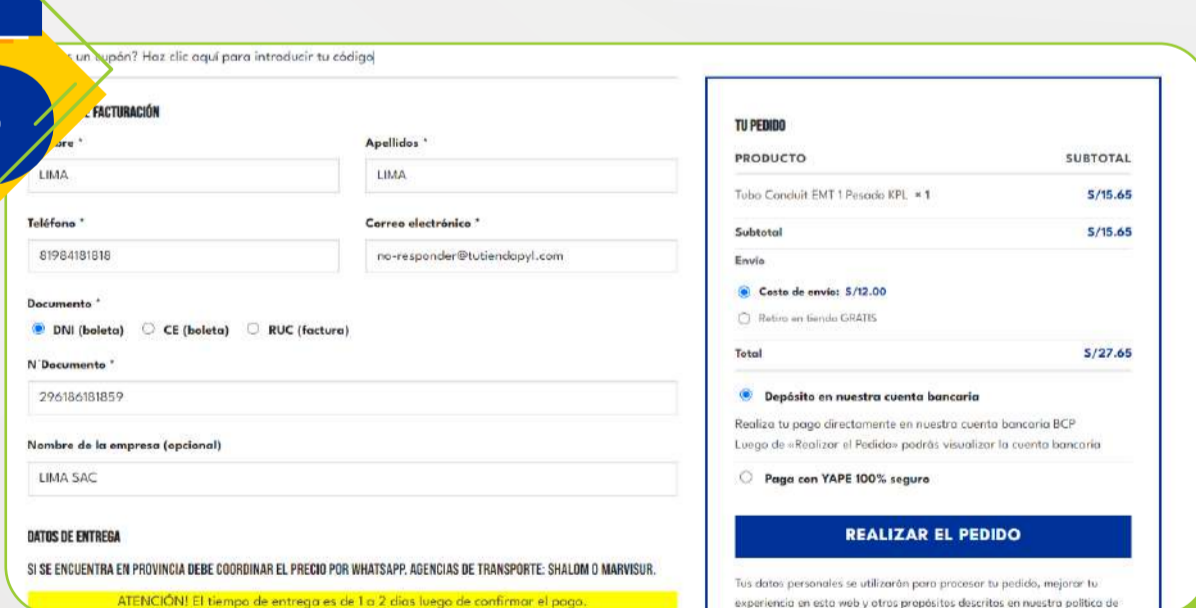 un cupón? Haz clic aquí para introducir tu código
FACTURACIÓN
Apellidos *
LIMA
LIMA
Teléfono *
Correo electrónico *
81984181818
no-responder@tutiendapyl.com
Documento *
DNI (boleta) CE (boleta) RUC (factura)
N°Documento *
296186181859
Nombre de la empresa (opcional)
LIMA SAC
DATOS DE ENTREGA
SI SE ENCUENTRA EN PROVINCIA DEBE COORDINAR EL PRECIO POR WHATSAPP. AGENCIAS DE TRANSPORTE: SHALOM O MARVISUR.
ATENCIÓN! El tiempo de entrega es de 1 a 2 dias luego de confirmar el pago.
TU PEDIDO
PRODUCTO SUBTOTAL
Tubo Conduit EMT 1 Pesado KPL × 1 S/15.65
Subtotal S/15.65
Envío
Costo de envío: S/12.00
Retiro en tienda GRATIS
Total S/27.65
Depósito en nuestra cuenta bancaria
Realiza tu pago directamente en nuestra cuenta bancaria BCP
Luego de «Realizar el Pedido» podrás visualizar la cuenta bancaria
Paga con YAPE 100% seguro
REALIZAR EL PEDIDO
Tus datos personales se utilizarán para procesar tu pedido, mejorar tu
experiencia en esta web y otros propósitos descritos en nuestra política de